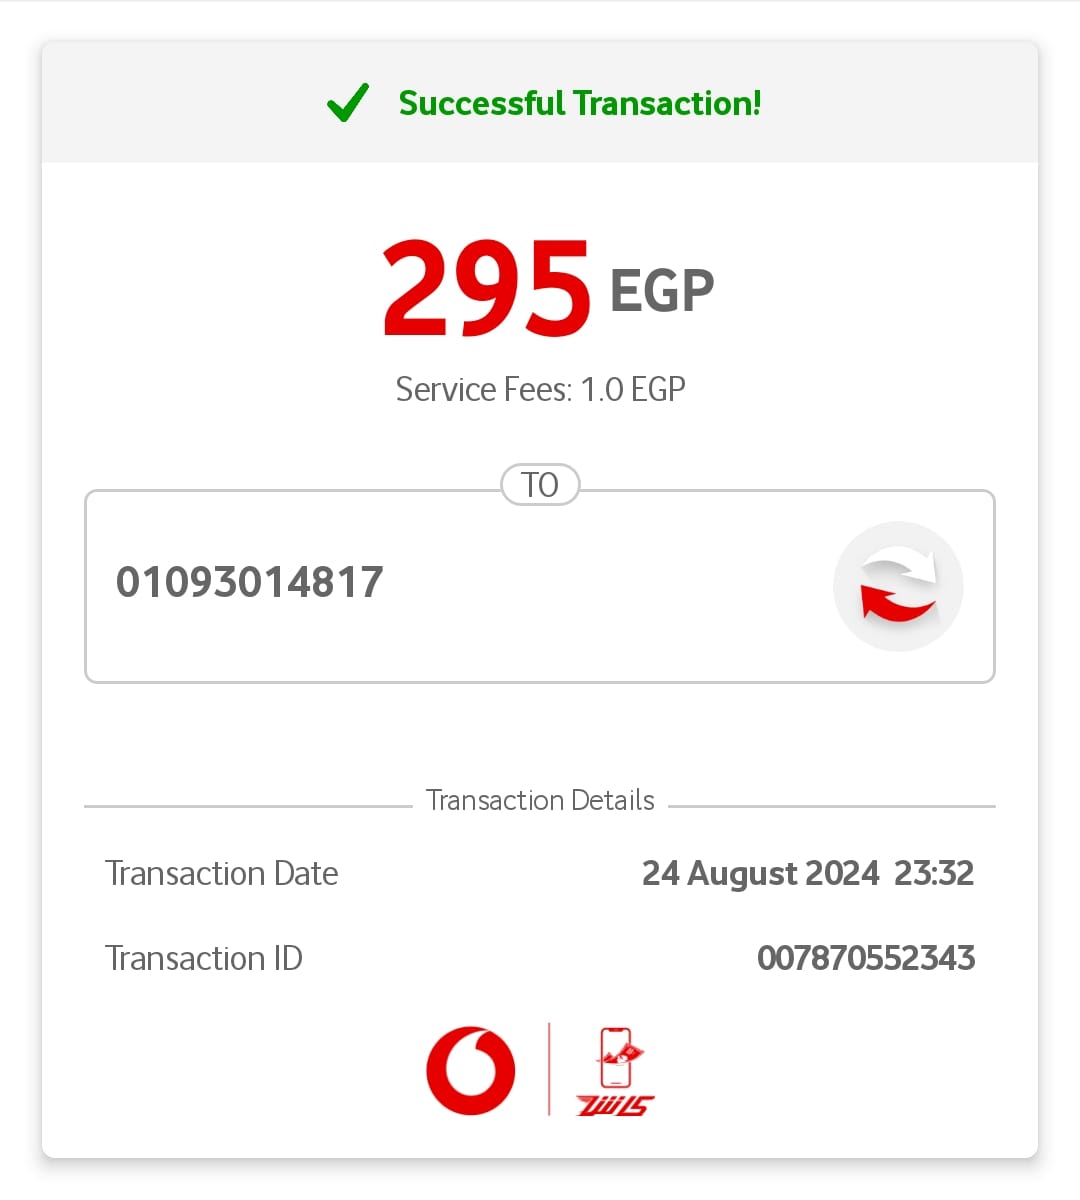 Successful Transaction!
295 EGP
Service Fees: 1.0 EGP
TO
01093014817
Transaction Details
Transaction Date 24 August 2024 23:32
Transaction ID 007870552343
كاش